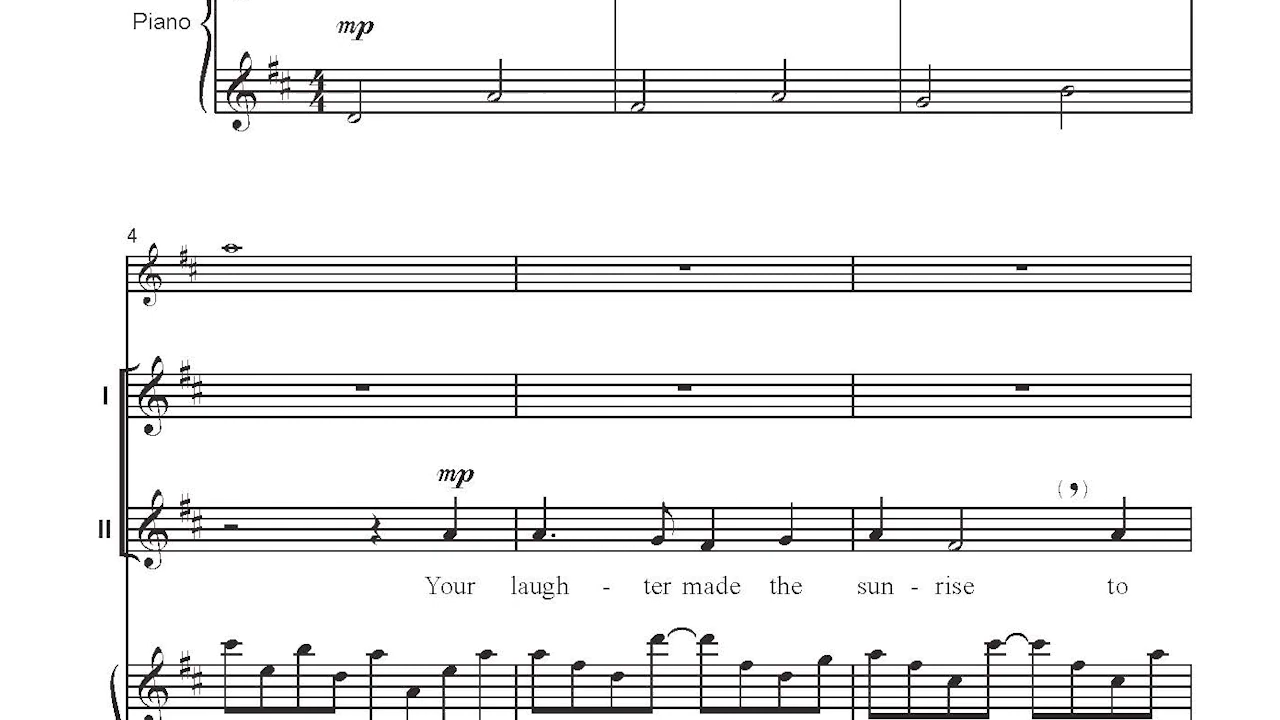 Piano
mp
4
I
mp
II
(,)
Your laugh - ter made the sun - rise to